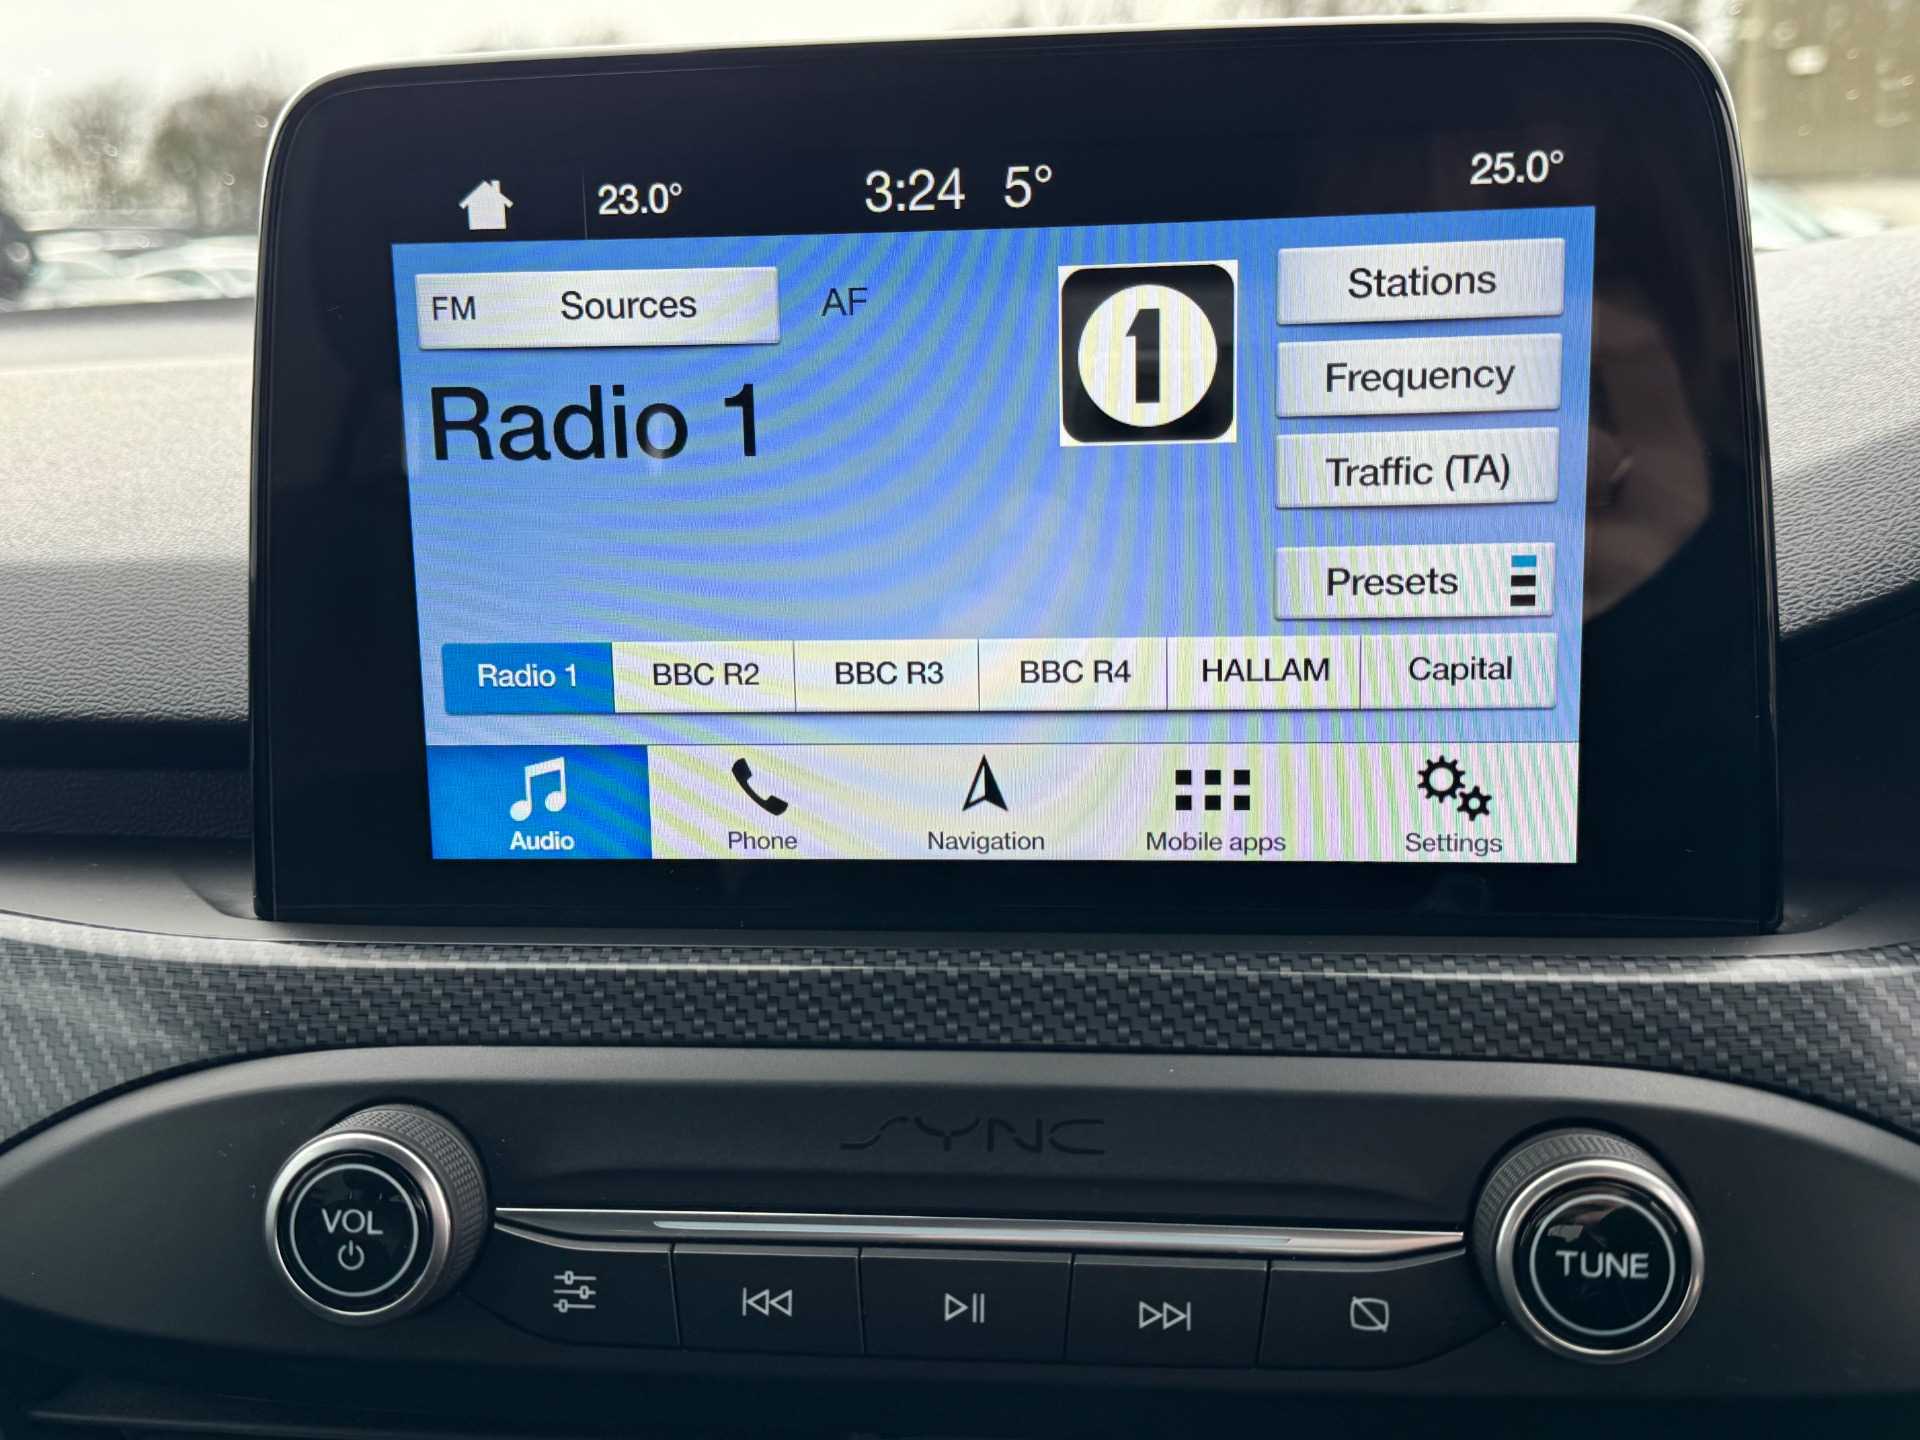 23.0° 3:24 5° 25.0°
FM Sources AF
1
Stations
Radio 1
Frequency
Traffic (TA)
Presets
Radio 1 BBC R2 BBC R3 BBC R4 HALLAM Capital
Audio Phone Navigation Mobile apps Settings
SYNC
VOL
TUNE